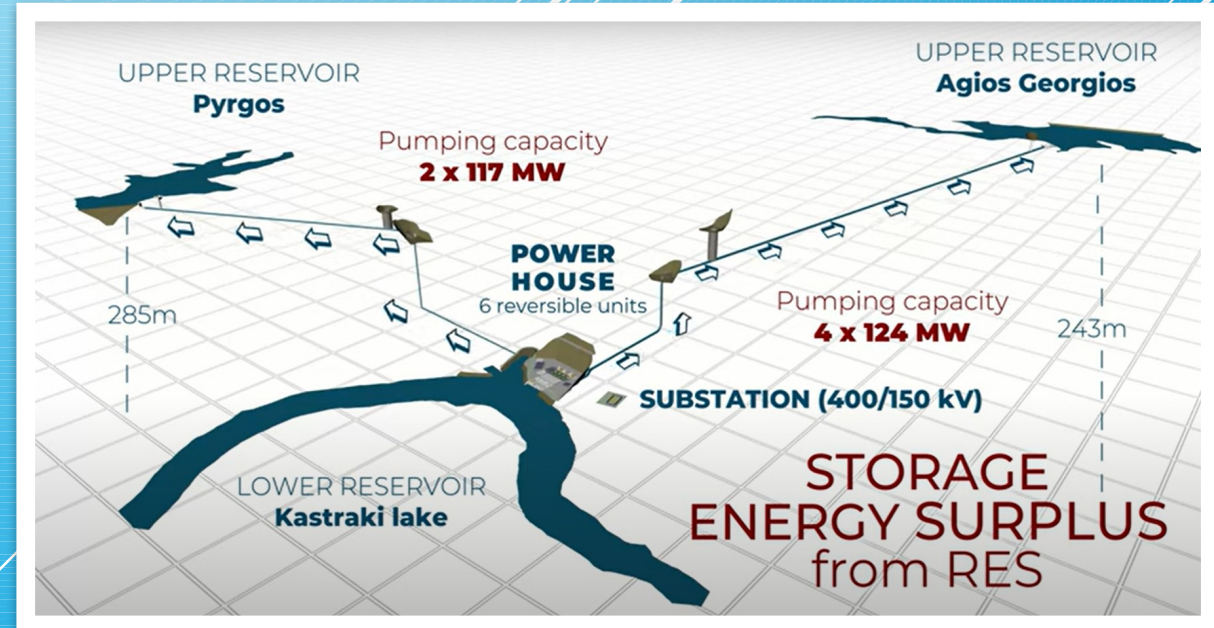 UPPER RESERVOIR
Pyrgos
Pumping capacity
2 x 117 MW
UPPER RESERVOIR
Agios Georgios
POWER
HOUSE
6 reversible units
285m
Pumping capacity
4 x 124 MW
243m
SUBSTATION (400/150 kV)
LOWER RESERVOIR
Kastraki lake
STORAGE
ENERGY SURPLUS
from RES